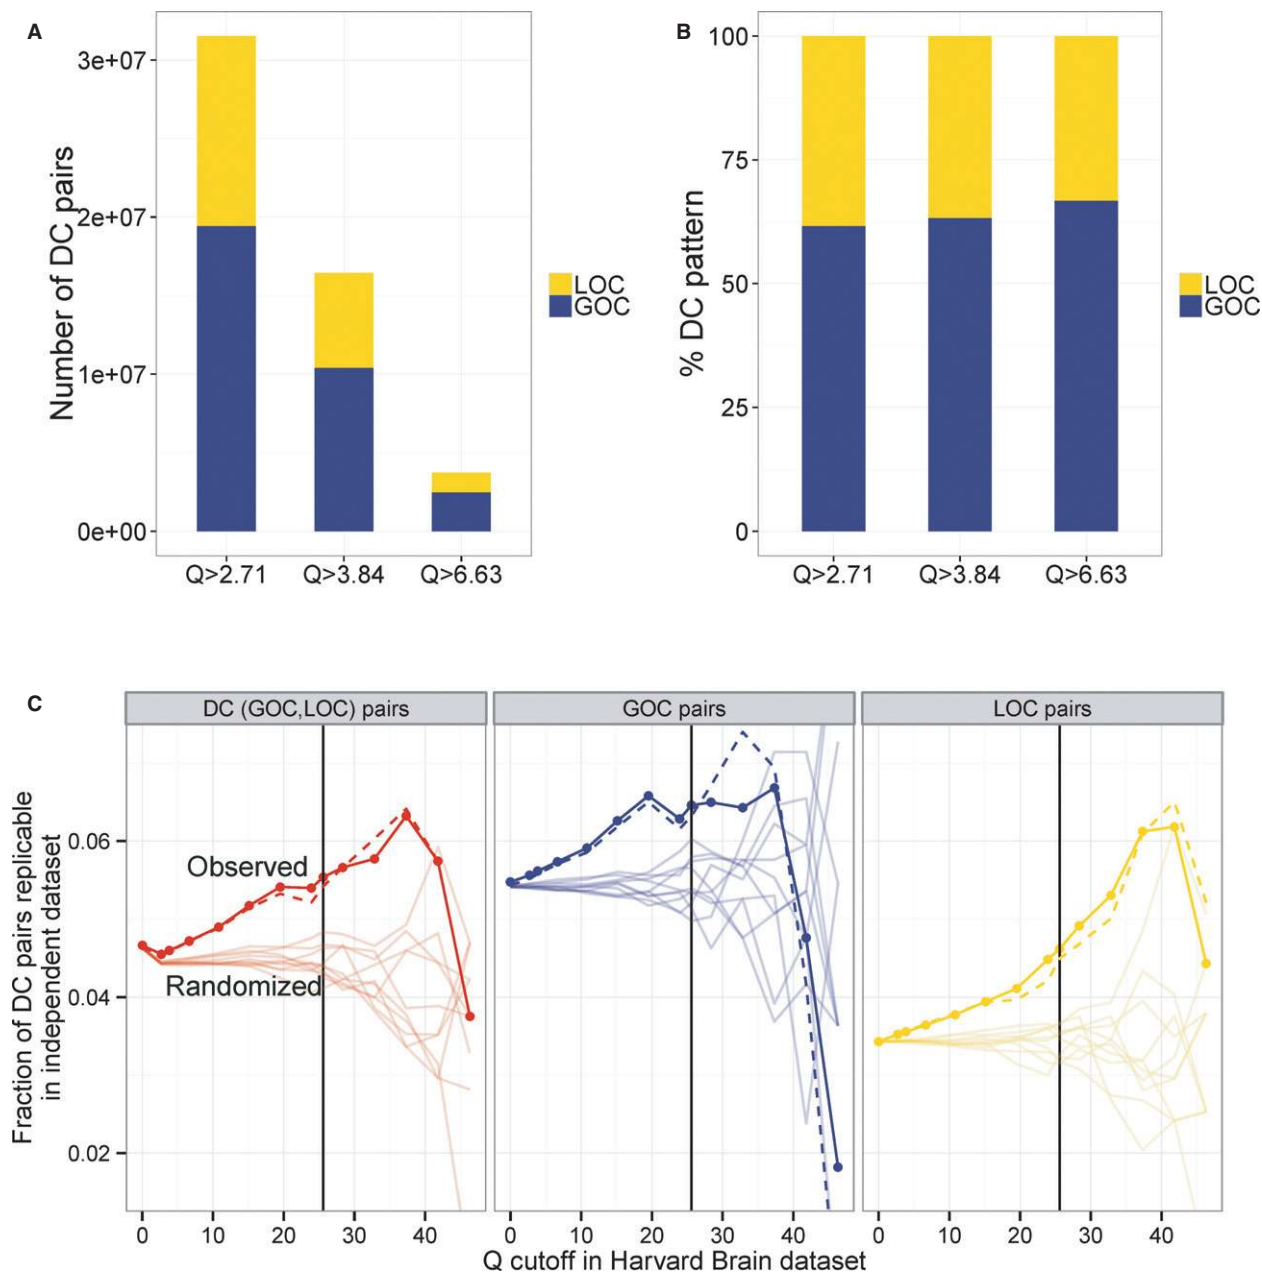 A
Number of DC pairs
3e+07
2e+07
1e+07
0e+00
Q>2.71 Q>3.84 Q>6.63
LOC
GOC
B
% DC pattern
100
75
50
25
0
Q>2.71 Q>3.84 Q>6.63
LOC
GOC
C
DC (GOC,LOC) pairs
GOC pairs
LOC pairs
Fraction of DC pairs replicable
in independent dataset
0.06
0.04
0.02
Observed
Randomized
0 10 20 30 40
0 10 20 30 40
0 10 20 30 40
Q cutoff in Harvard Brain dataset